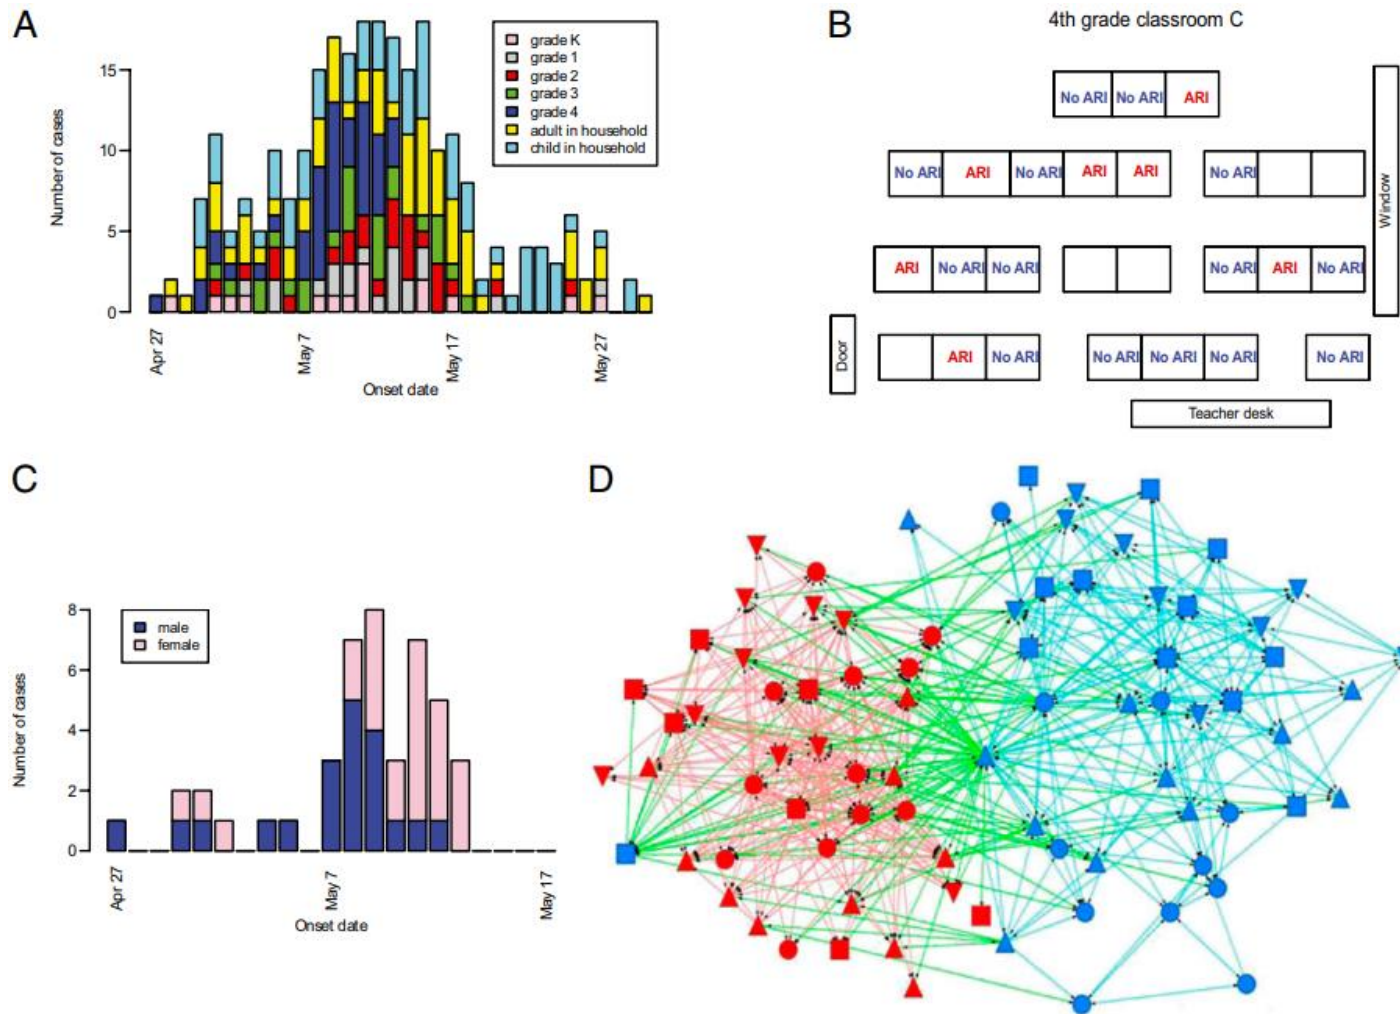 A
Number of cases
15
10
5
0
Apr 27
May 7
May 17
May 27
Onset date
grade K
grade 1
grade 2
grade 3
grade 4
adult in household
child in household
B
4th grade classroom C
No ARI No ARI ARI
No ARI ARI No ARI ARI ARI No ARI
ARI No ARI No ARI No ARI ARI No ARI
ARI No ARI No ARI No ARI No ARI No ARI
Window
Door
Teacher desk
C
Number of cases
8
6
4
2
0
Apr 27
May 7
May 17
Onset date
male
female
D